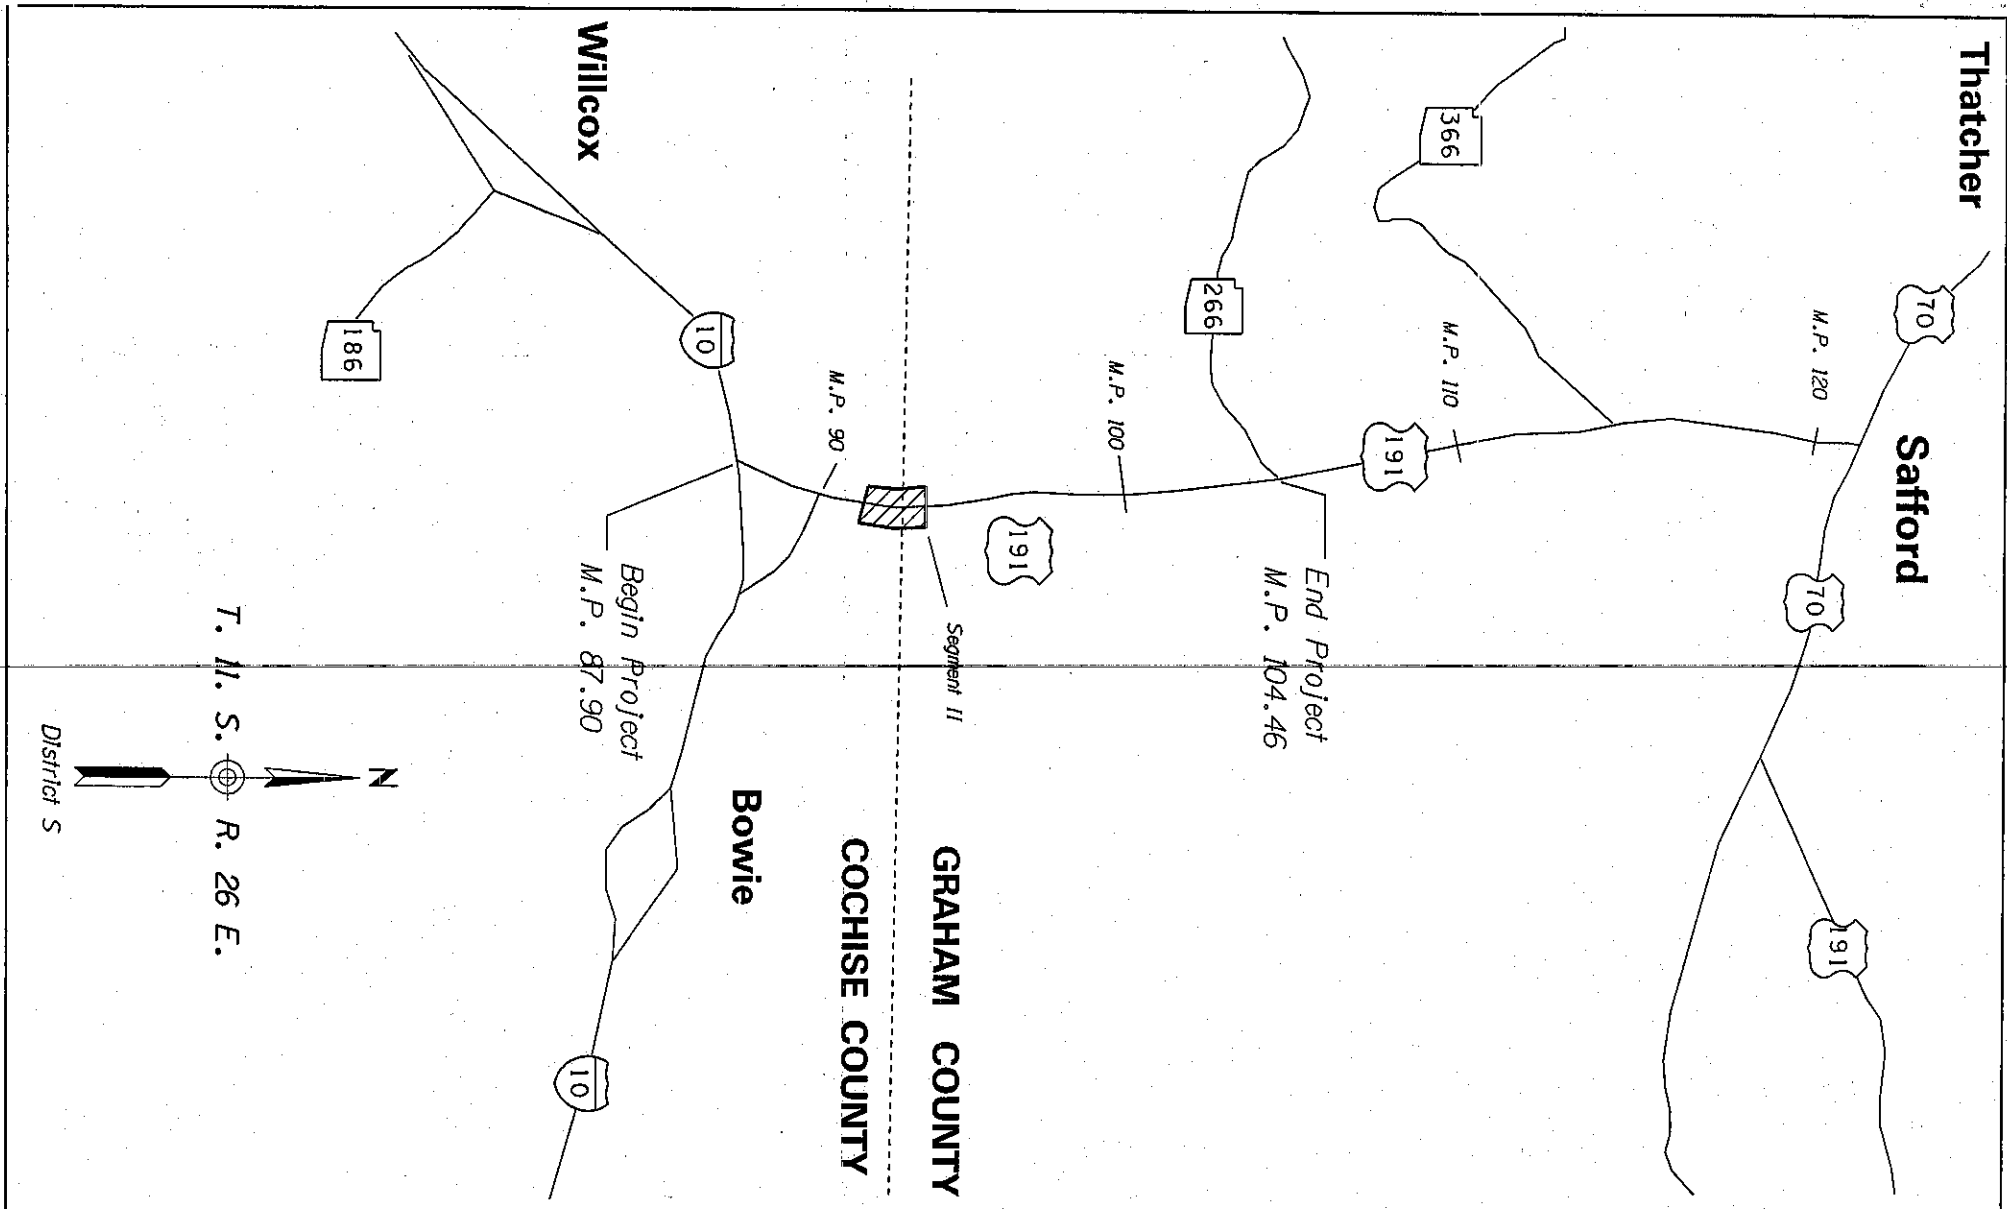 Thatcher
70
Safford
M.P. 120
70
191
366
M.P. 110
191
266
End Project
M.P. 104.46
M.P. 100
191
Segment II
GRAHAM COUNTY
COCHISE COUNTY
M.P. 90
10
Willcox
Begin Project
M.P. 87.90
Bowie
10
186
N
T. 11. S. R. 26 E.
District S